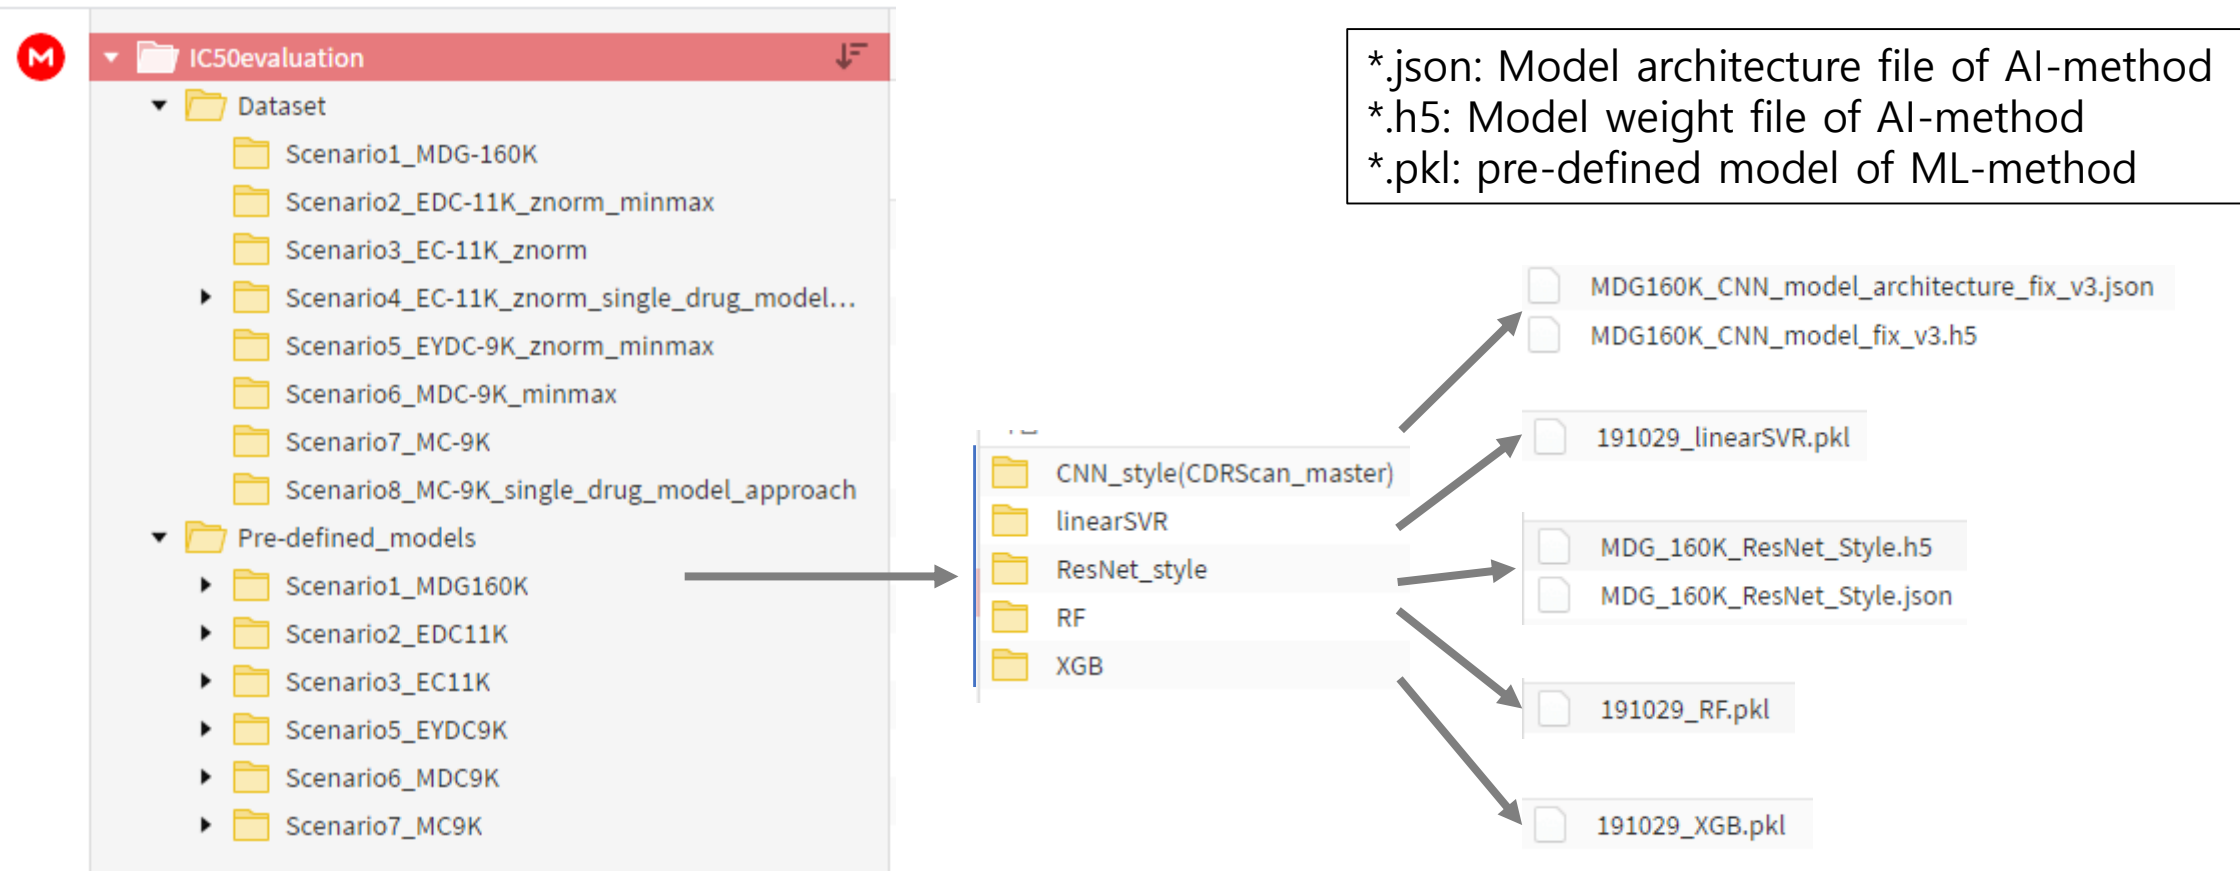 M
IC50evaluation
Dataset
Scenario1_MDG-160K
Scenario2_EDC-11K_znorm_minmax
Scenario3_EC-11K_znorm
Scenario4_EC-11K_znorm_single_drug_model...
Scenario5_EYDC-9K_znorm_minmax
Scenario6_MDC-9K_minmax
Scenario7_MC-9K
Scenario8_MC-9K_single_drug_model_approach
Pre-defined_models
Scenario1_MDG160K
Scenario2_EDC11K
Scenario3_EC11K
Scenario5_EYDC9K
Scenario6_MDC9K
Scenario7_MC9K
CNN_style(CDRScan_master)
linearSVR
ResNet_style
RF
XGB
*.json: Model architecture file of AI-method
*.h5: Model weight file of AI-method
*.pkl: pre-defined model of ML-method
MDG160K_CNN_model_architecture_fix_v3.json
MDG160K_CNN_model_fix_v3.h5
191029_linearSVR.pkl
MDG_160K_ResNet_Style.h5
MDG_160K_ResNet_Style.json
191029_RF.pkl
191029_XGB.pkl